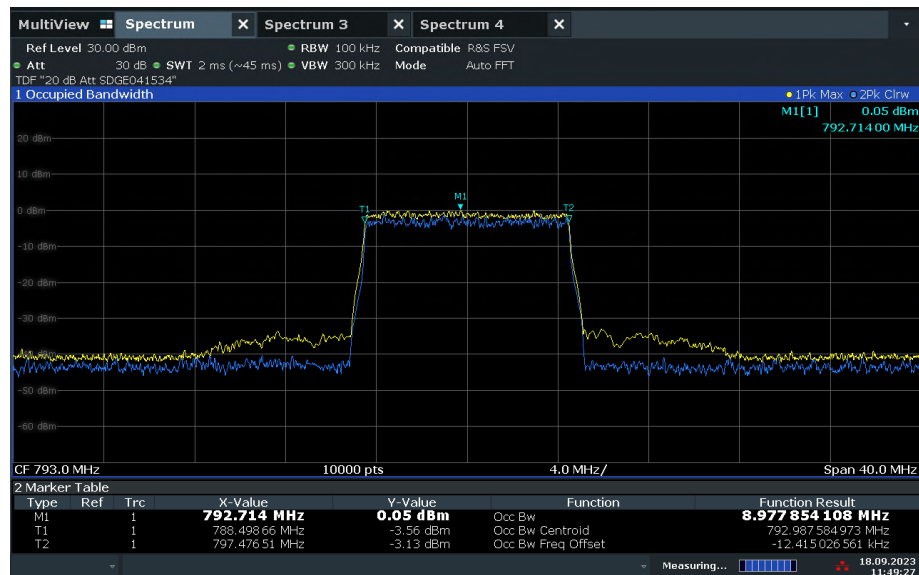 MultiView Spectrum X Spectrum 3 X Spectrum 4 X
Ref Level 30.00 dBm RBW 100 kHz Compatible R&S FSV
Att 30 dB SWT 2 ms (~45 ms) VBW 300 kHz Mode Auto FFT
TDF "20 dB Att SDGE041534"
1 Occupied Bandwidth 1Pk Max 2Pk Clrw
M1[1] 0.05 dBm
792.71400 MHz
20 dBm
10 dBm
M1
T1 T2
0 dBm
-10 dBm
-20 dBm
-30 dBm
-40 dBm
-50 dBm
-60 dBm
CF 793.0 MHz 10000 pts 4.0 MHz/ Span 40.0 MHz
2 Marker Table
Type Ref Trc X-Value Y-Value Function Function Result
M1 1 792.714 MHz 0.05 dBm Occ Bw 8.977 854 108 MHz
T1 1 788.498 66 MHz -3.56 dBm Occ Bw Centroid 792.987 584 973 MHz
T2 1 797.476 51 MHz -3.13 dBm Occ Bw Freq Offset -12.415 026 561 kHz
Measuring... 18.09.2023
11:49:27